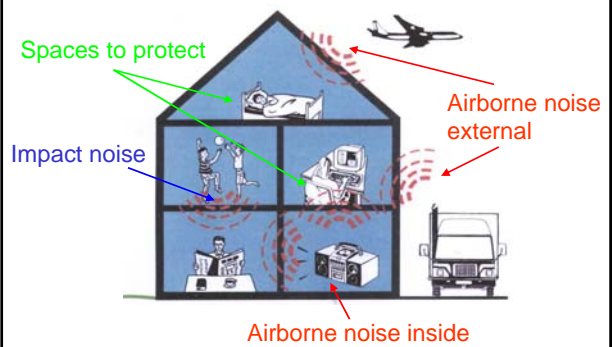 Spaces to protect
Airborne noise
external
Impact noise
Airborne noise inside